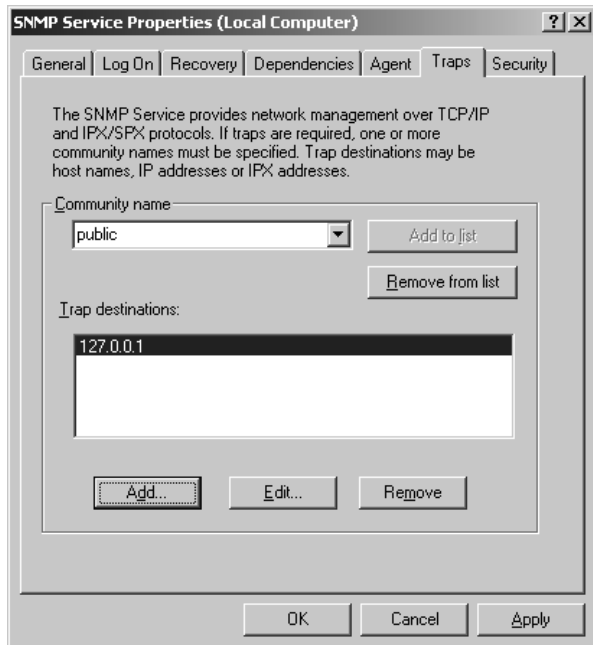 SNMP Service Properties (Local Computer) ? ×
General Log On Recovery Dependencies Agent Traps Security
The SNMP Service provides network management over TCP/IP
and IPX/SPX protocols. If traps are required, one or more
community names must be specified. Trap destinations may be
host names, IP addresses or IPX addresses.
Community name
public Add to list
Remove from list
Trap destinations:
127.0.0.1
Add... Edit... Remove
OK Cancel Apply